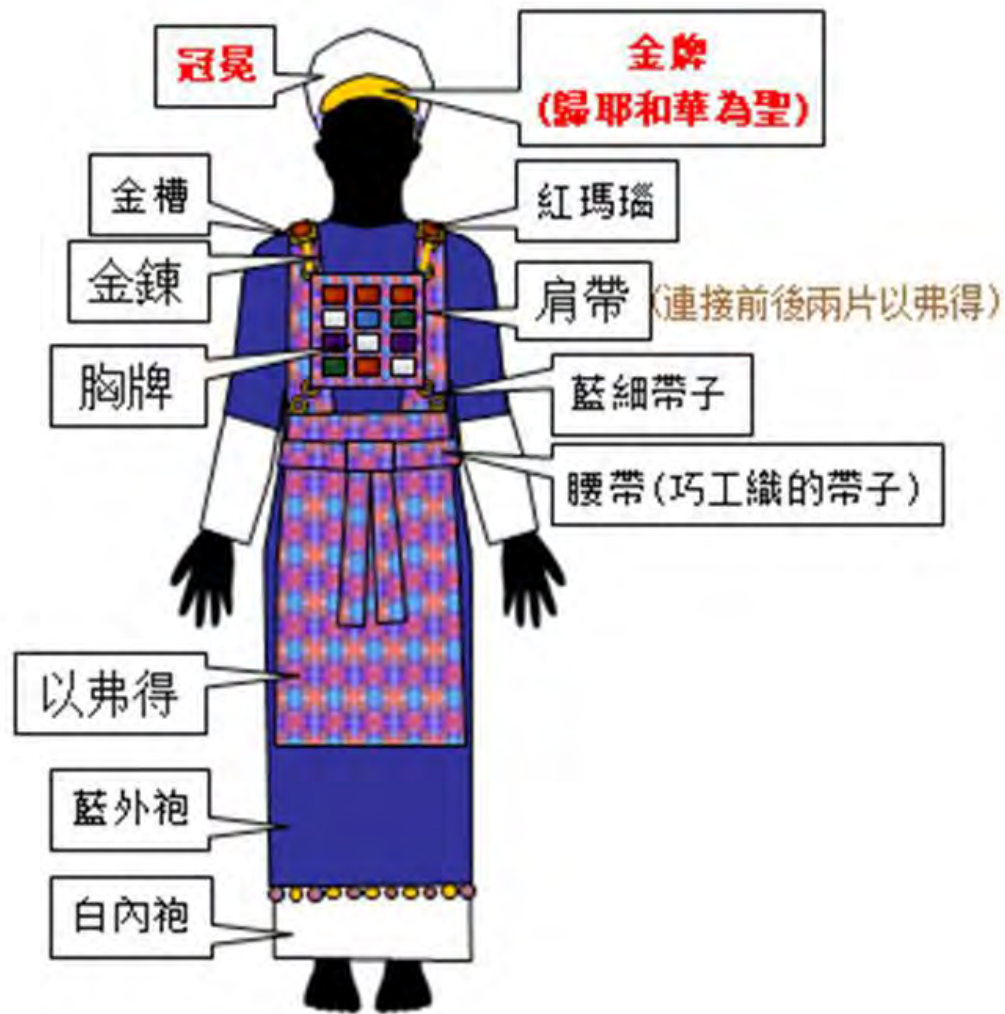 冠冕
金牌
(歸耶和華為聖)
金槽
紅瑪瑙
金鍊
肩帶(連接前後兩片以弗得)
胸牌
藍細帶子
腰帶(巧工織的帶子)
以弗得
藍外袍
白內袍